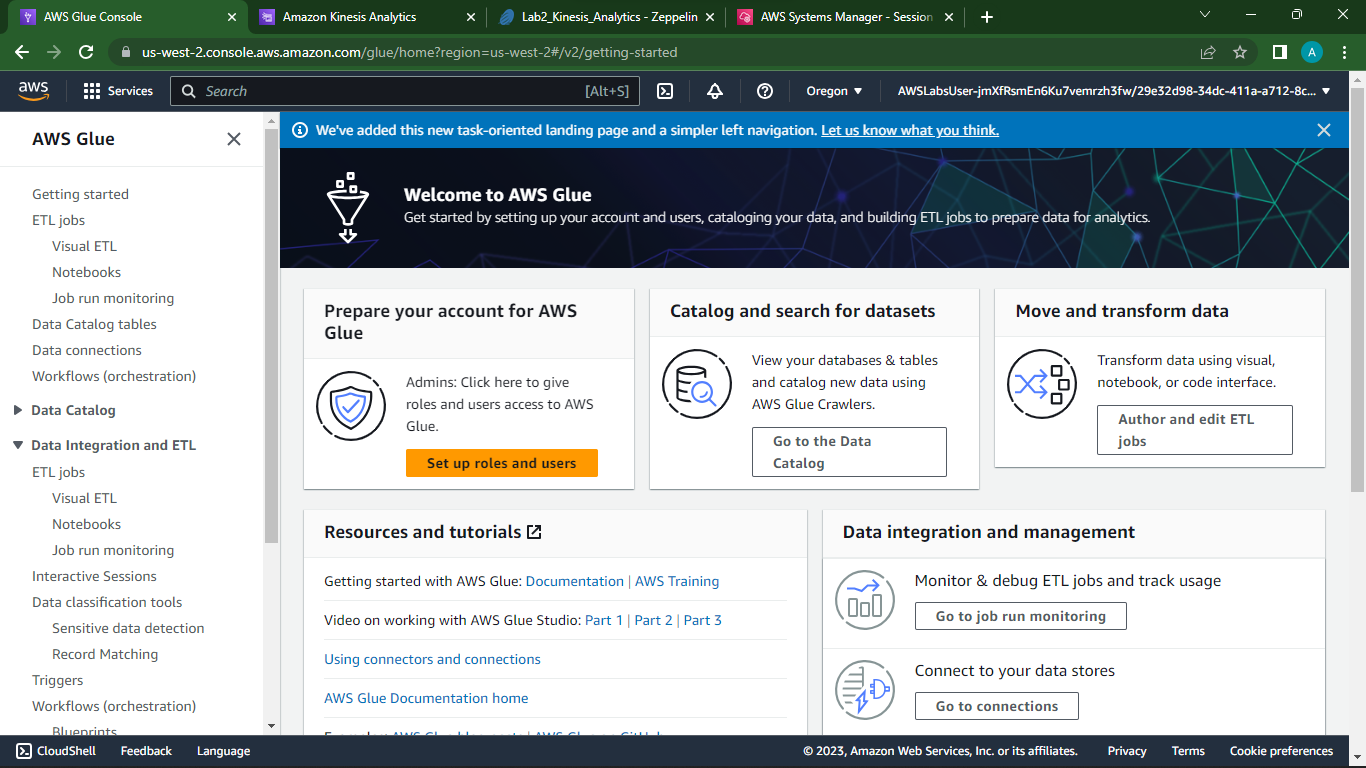 AWS Glue Console
Amazon Kinesis Analytics
Lab2_Kinesis_Analytics - Zeppelin
AWS Systems Manager - Session
us-west-2.console.aws.amazon.com/glue/home?region=us-west-2#/v2/getting-started
A
aws
Services
Search
[Alt+S]
Oregon
AWSLabsUser-jmXfRsmEn6Ku7vemrzh3fw/29e32d98-34dc-411a-a712-8c...
AWS Glue
Getting started
ETL jobs
Visual ETL
Notebooks
Job run monitoring
Data Catalog tables
Data connections
Workflows (orchestration)
Data Catalog
Data Integration and ETL
ETL jobs
Visual ETL
Notebooks
Job run monitoring
Interactive Sessions
Data classification tools
Sensitive data detection
Record Matching
Triggers
Workflows (orchestration)
Blueprints
We've added this new task-oriented landing page and a simpler left navigation. Let us know what you think.
Welcome to AWS Glue
Get started by setting up your account and users, cataloging your data, and building ETL jobs to prepare data for analytics.
Prepare your account for AWS
Glue
Admins: Click here to give
roles and users access to AWS
Glue.
Set up roles and users
Catalog and search for datasets
View your databases & tables
and catalog new data using
AWS Glue Crawlers.
Go to the Data
Catalog
Move and transform data
Transform data using visual,
notebook, or code interface.
Author and edit ETL
jobs
Resources and tutorials
Getting started with AWS Glue: Documentation | AWS Training
Video on working with AWS Glue Studio: Part 1 | Part 2 | Part 3
Using connectors and connections
AWS Glue Documentation home
Data integration and management
Monitor & debug ETL jobs and track usage
Go to job run monitoring
Connect to your data stores
Go to connections
CloudShell
Feedback
Language
© 2023, Amazon Web Services, Inc. or its affiliates.
Privacy
Terms
Cookie preferences